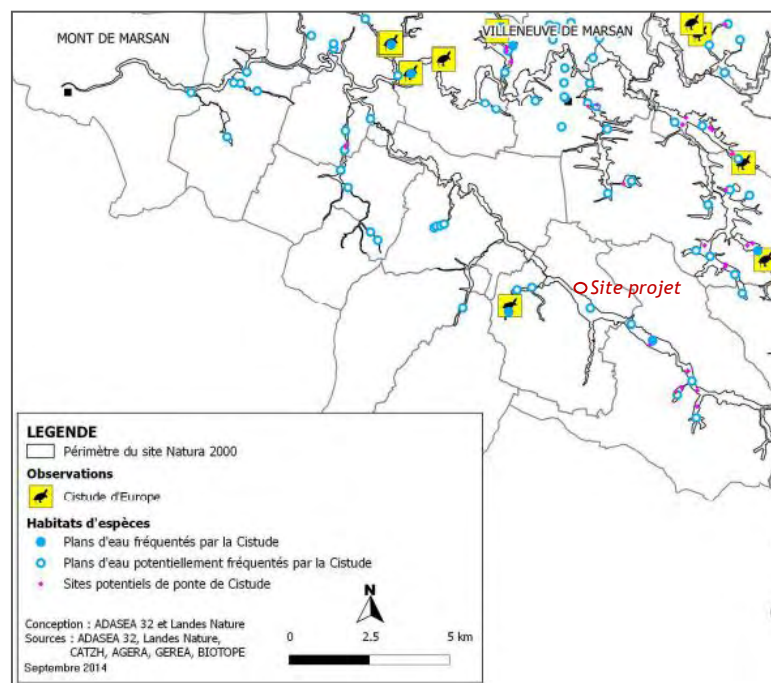 MONT DE MARSAN
VILLENEUVE DE MARSAN
Site projet
LEGENDE
Périmètre du site Natura 2000
Observations
Cistude d'Europe
Habitats d'espèces
Plans d'eau fréquentés par la Cistude
Plans d'eau potentiellement fréquentés par la Cistude
Sites potentiels de ponte de Cistude
N
Conception : ADASEA 32 et Landes Nature
Sources : ADASEA 32, Landes Nature,
CATZH, AGERA, GEREA, BIOTOPE
Septembre 2014
0 2.5 5 km